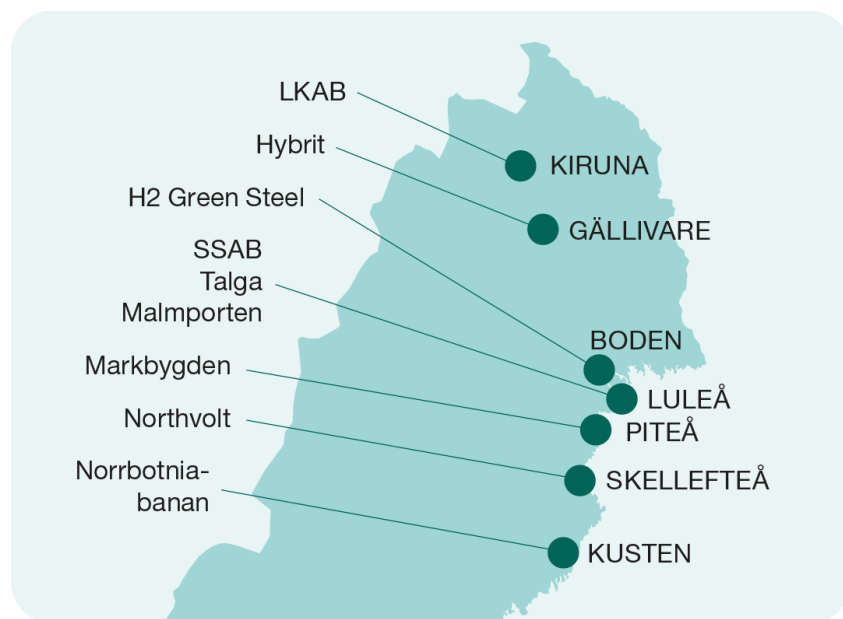 LKAB
Hybrit
H2 Green Steel
SSAB
Talga
Malmporten
Markbygden
Northvolt
Norrbotnia-
banan
KIRUNA
GÄLLIVARE
BODEN
LULEÅ
PITEÅ
SKELLEFTEÅ
KUSTEN